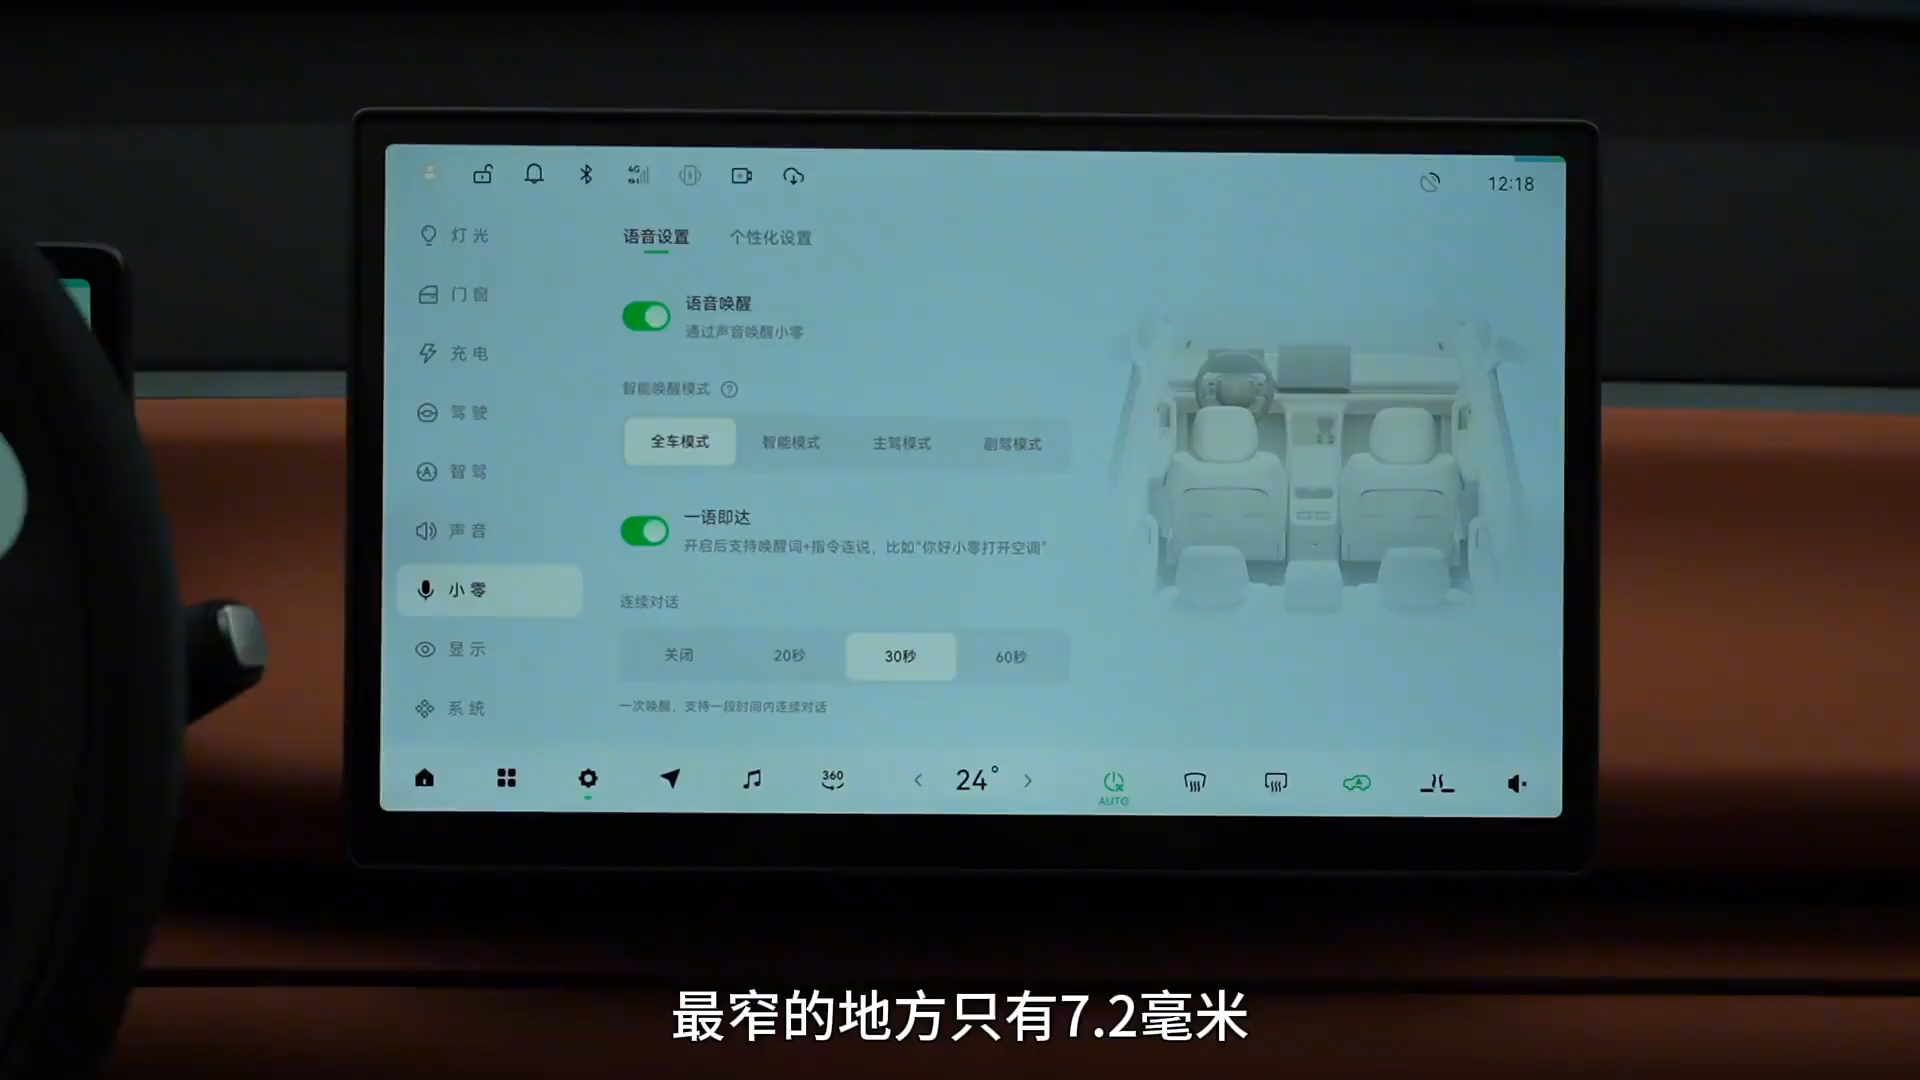 4G
12:18
灯光
门窗
充电
驾驶
智驾
声音
小零
显示
系统
语音设置 个性化设置
语音唤醒
通过声音唤醒小零
智能唤醒模式 ?
全车模式 智能模式 主驾模式 副驾模式
一语即达
开启后支持唤醒词+指令连说，比如"你好小零打开空调"
连续对话
关闭 20秒 30秒 60秒
一次唤醒，支持一段时间内连续对话
360
24°
AUTO
最窄的地方只有7.2毫米